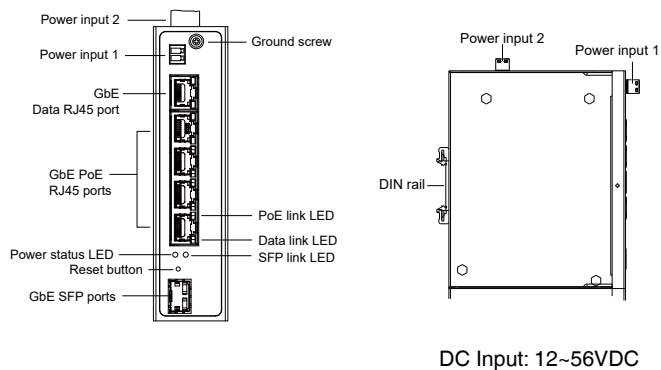 Power input 2
Power input 1
Ground screw
GbE
Data RJ45 port
GbE PoE
RJ45 ports
PoE link LED
Data link LED
Power status LED
SFP link LED
Reset button
GbE SFP ports
Power input 2
Power input 1
DIN rail
DC Input: 12~56VDC